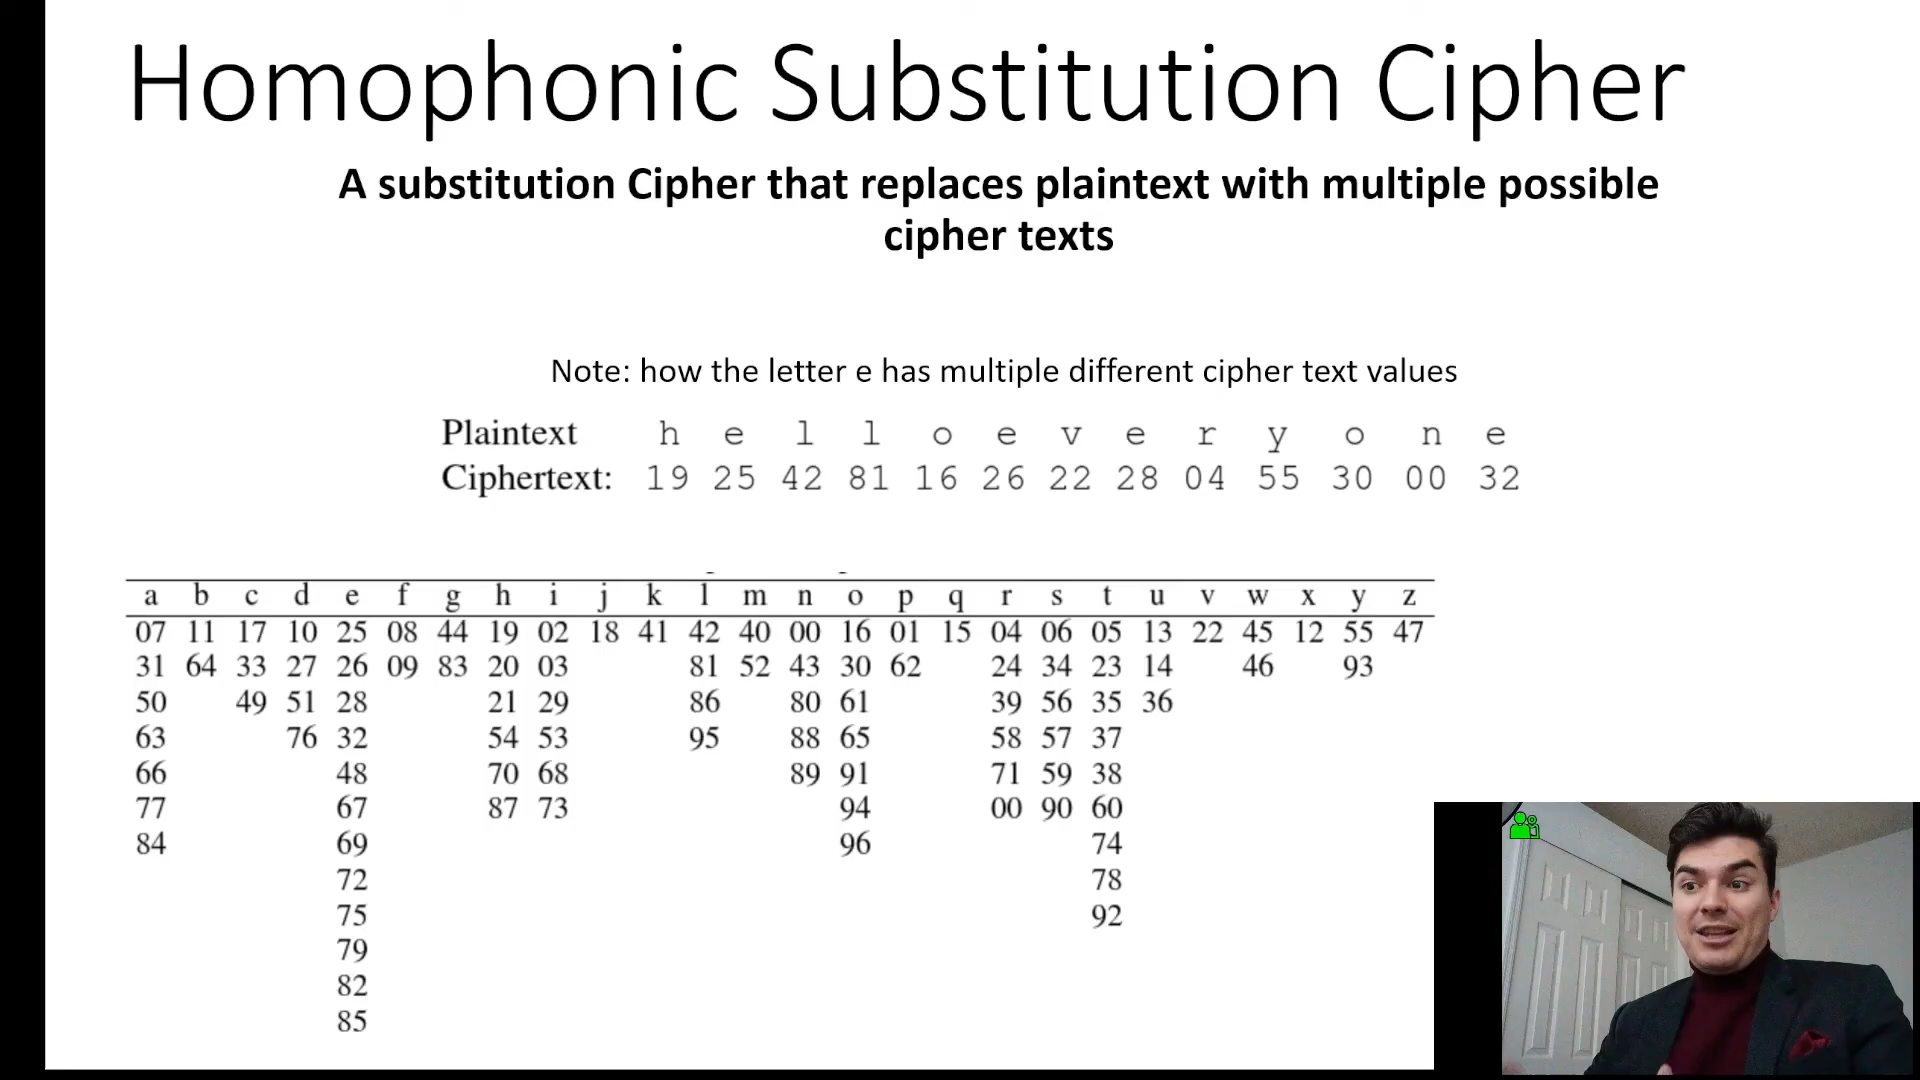 Homophonic Substitution Cipher
A substitution Cipher that replaces plaintext with multiple possible
cipher texts
Note: how the letter e has multiple different cipher text values
Plaintext h e l l o e v e r y o n e
Ciphertext: 19 25 42 81 16 26 22 28 04 55 30 00 32
a b c d e f g h i j k l m n o p q r s t u v w x y z
07 11 17 10 25 08 44 19 02 18 41 42 40 00 16 01 15 04 06 05 13 22 45 12 55 47
31 64 33 27 26 09 83 20 03 81 52 43 30 62 24 34 23 14 46 93
50 49 51 28 21 29 86 80 61 39 56 35 36
63 76 32 54 53 95 88 65 58 57 37
66 48 70 68 89 91 71 59 38
77 67 87 73 94 00 90 60
84 69 96 74
72 78
75 92
79
82
85